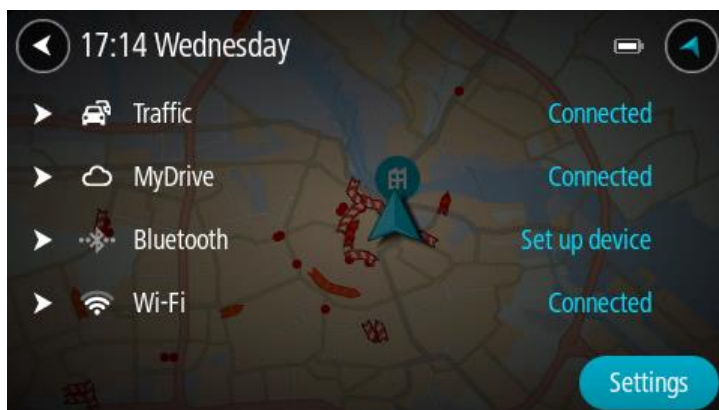 17:14 Wednesday
Traffic Connected
MyDrive Connected
Bluetooth Set up device
Wi-Fi Connected
Settings